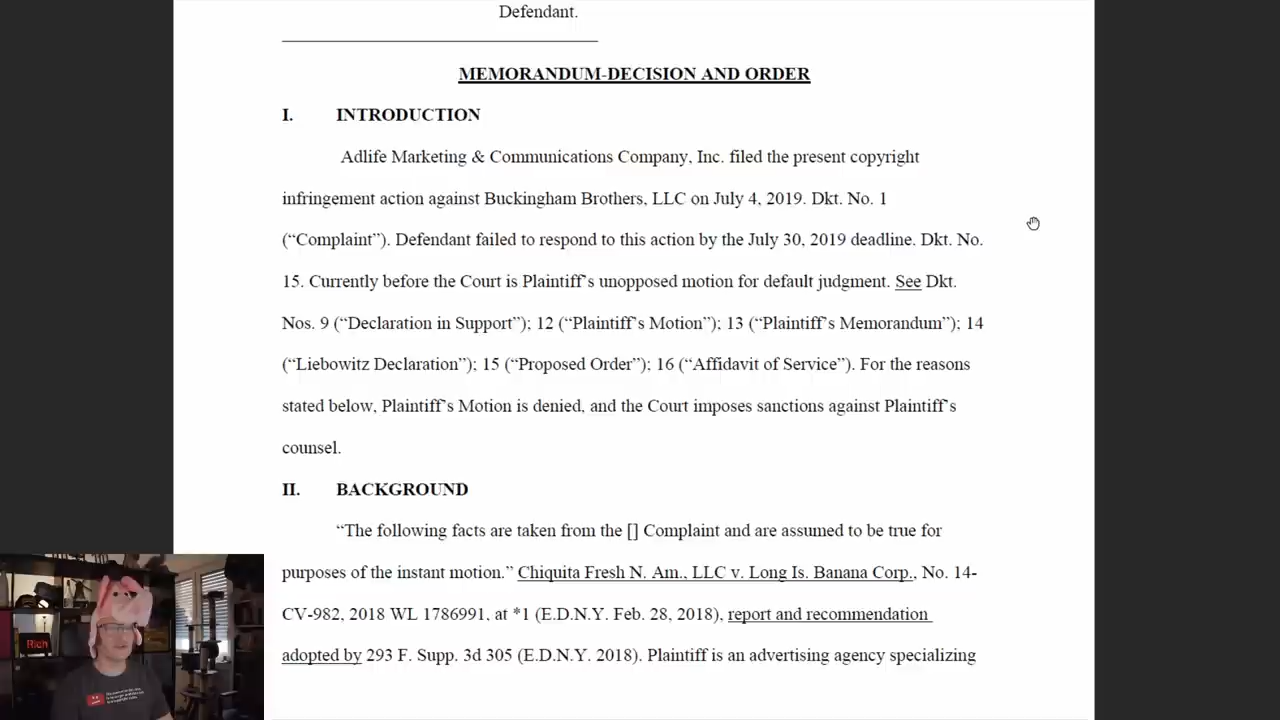 Defendant.
MEMORANDUM-DECISION AND ORDER
I. INTRODUCTION
Adlife Marketing & Communications Company, Inc. filed the present copyright
infringement action against Buckingham Brothers, LLC on July 4, 2019. Dkt. No. 1
(“Complaint”). Defendant failed to respond to this action by the July 30, 2019 deadline. Dkt. No.
15. Currently before the Court is Plaintiff’s unopposed motion for default judgment. See Dkt.
Nos. 9 (“Declaration in Support”); 12 (“Plaintiff’s Motion”); 13 (“Plaintiff’s Memorandum”); 14
(“Liebowitz Declaration”); 15 (“Proposed Order”); 16 (“Affidavit of Service”). For the reasons
stated below, Plaintiff’s Motion is denied, and the Court imposes sanctions against Plaintiff’s
counsel.
II. BACKGROUND
“The following facts are taken from the [] Complaint and are assumed to be true for
purposes of the instant motion.” Chiquita Fresh N. Am., LLC v. Long Is. Banana Corp., No. 14-
CV-982, 2018 WL 1786991, at *1 (E.D.N.Y. Feb. 28, 2018), report and recommendation
adopted by 293 F. Supp. 3d 305 (E.D.N.Y. 2018). Plaintiff is an advertising agency specializing
Rich